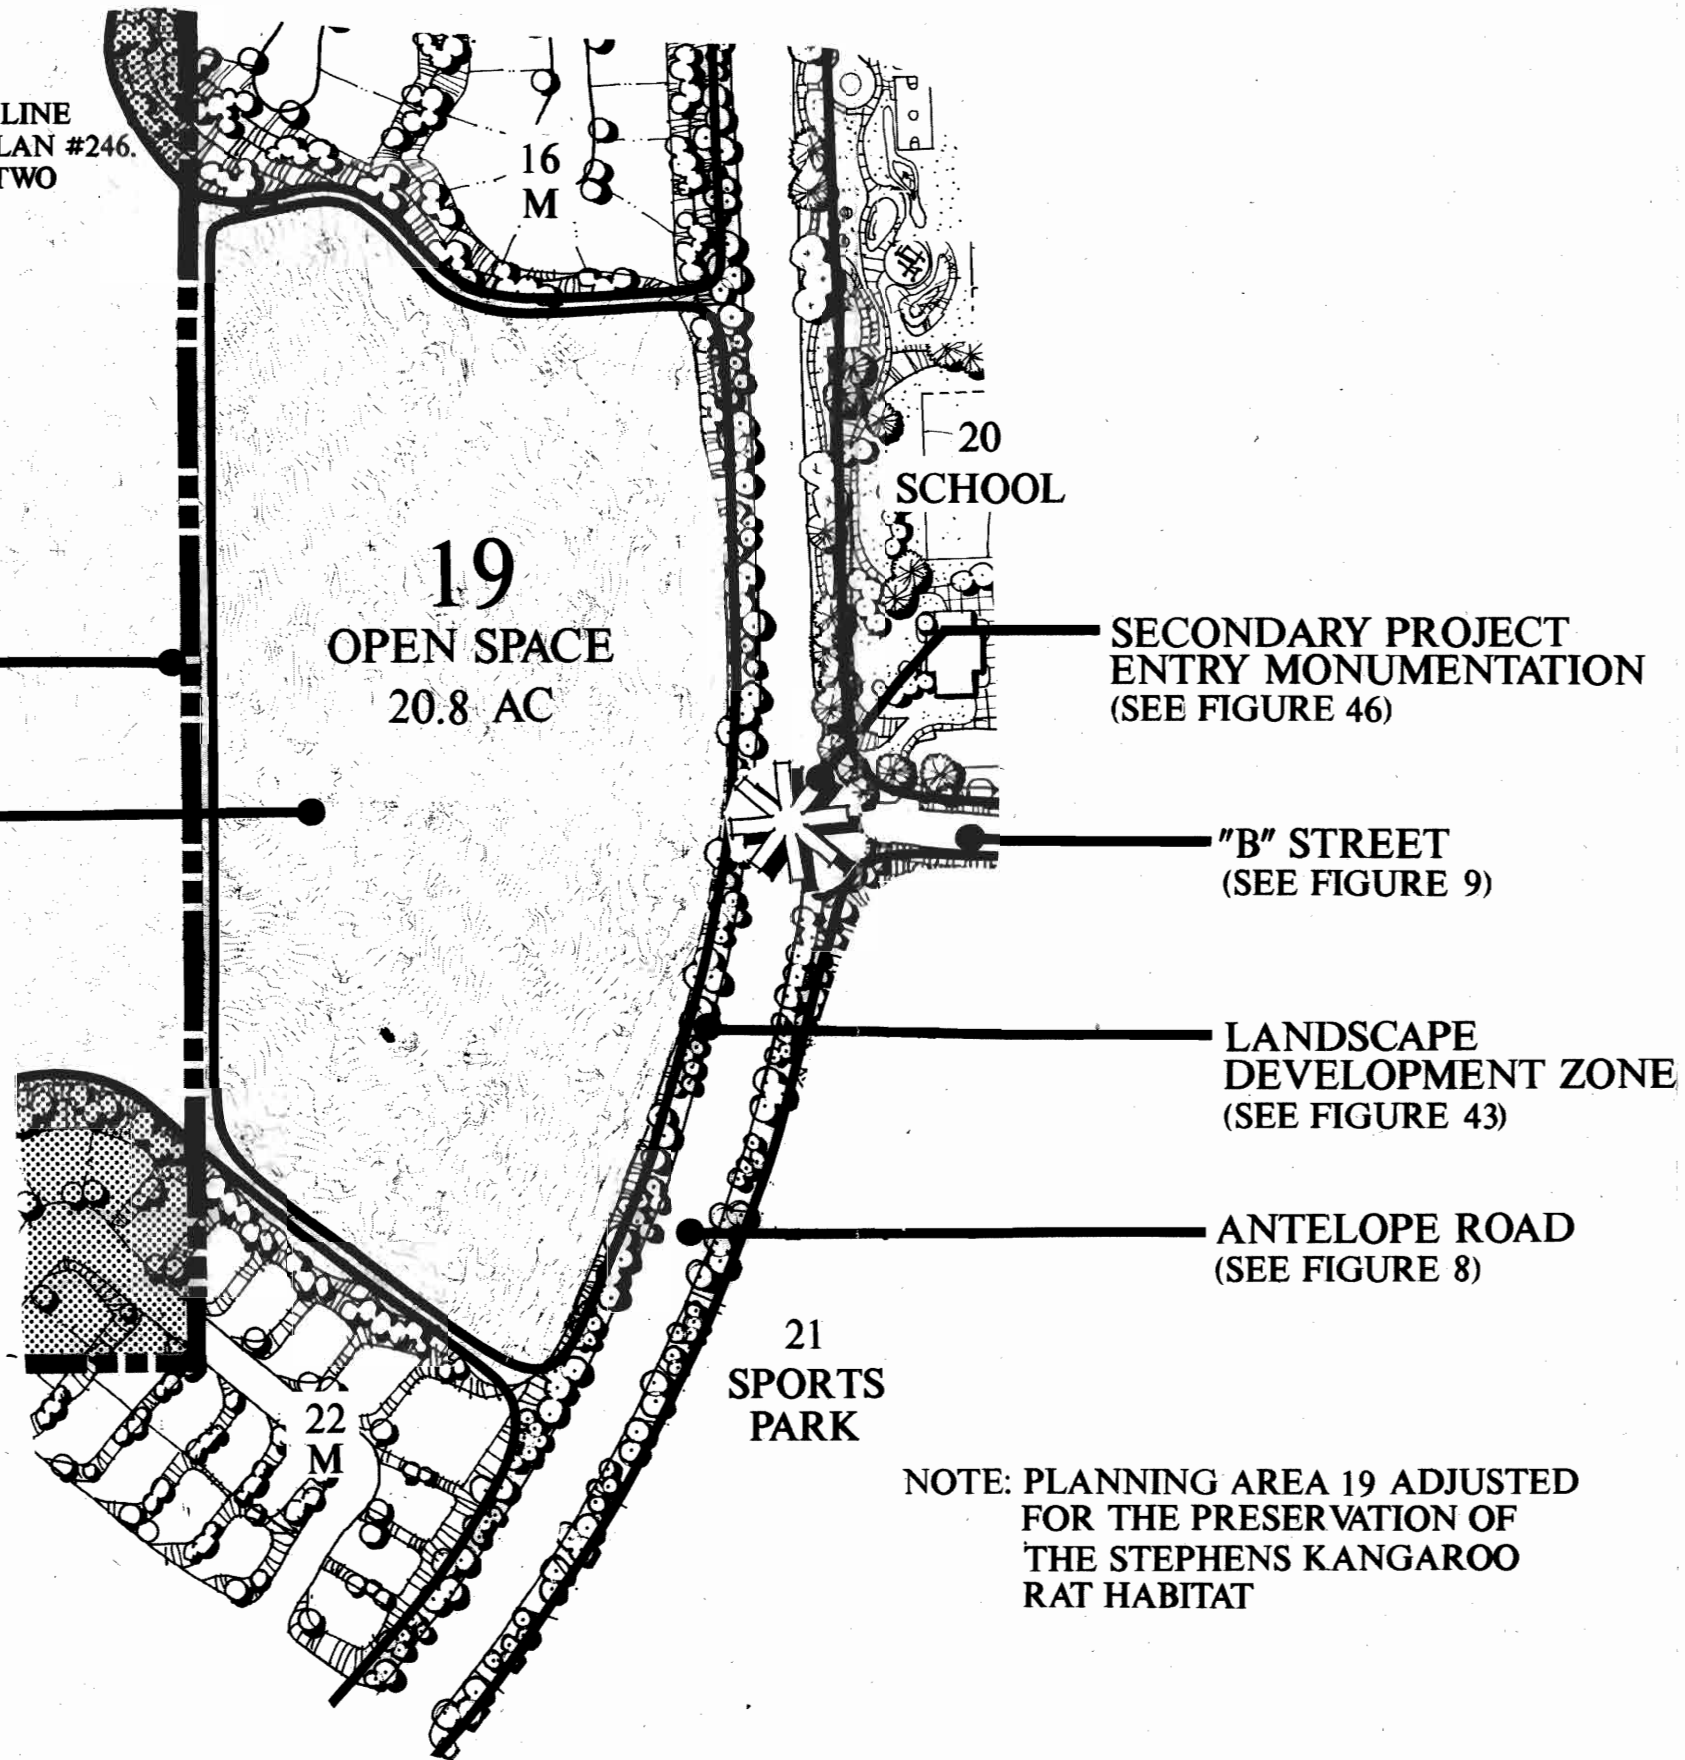 LINE
LAN #246.
TWO
16
M
20
SCHOOL
19
OPEN SPACE
20.8 AC
SECONDARY PROJECT
ENTRY MONUMENTATION
(SEE FIGURE 46)
"B" STREET
(SEE FIGURE 9)
LANDSCAPE
DEVELOPMENT ZONE
(SEE FIGURE 43)
ANTELOPE ROAD
(SEE FIGURE 8)
21
SPORTS
PARK
22
M
NOTE: PLANNING AREA 19 ADJUSTED
FOR THE PRESERVATION OF
THE STEPHENS KANGAROO
RAT HABITAT